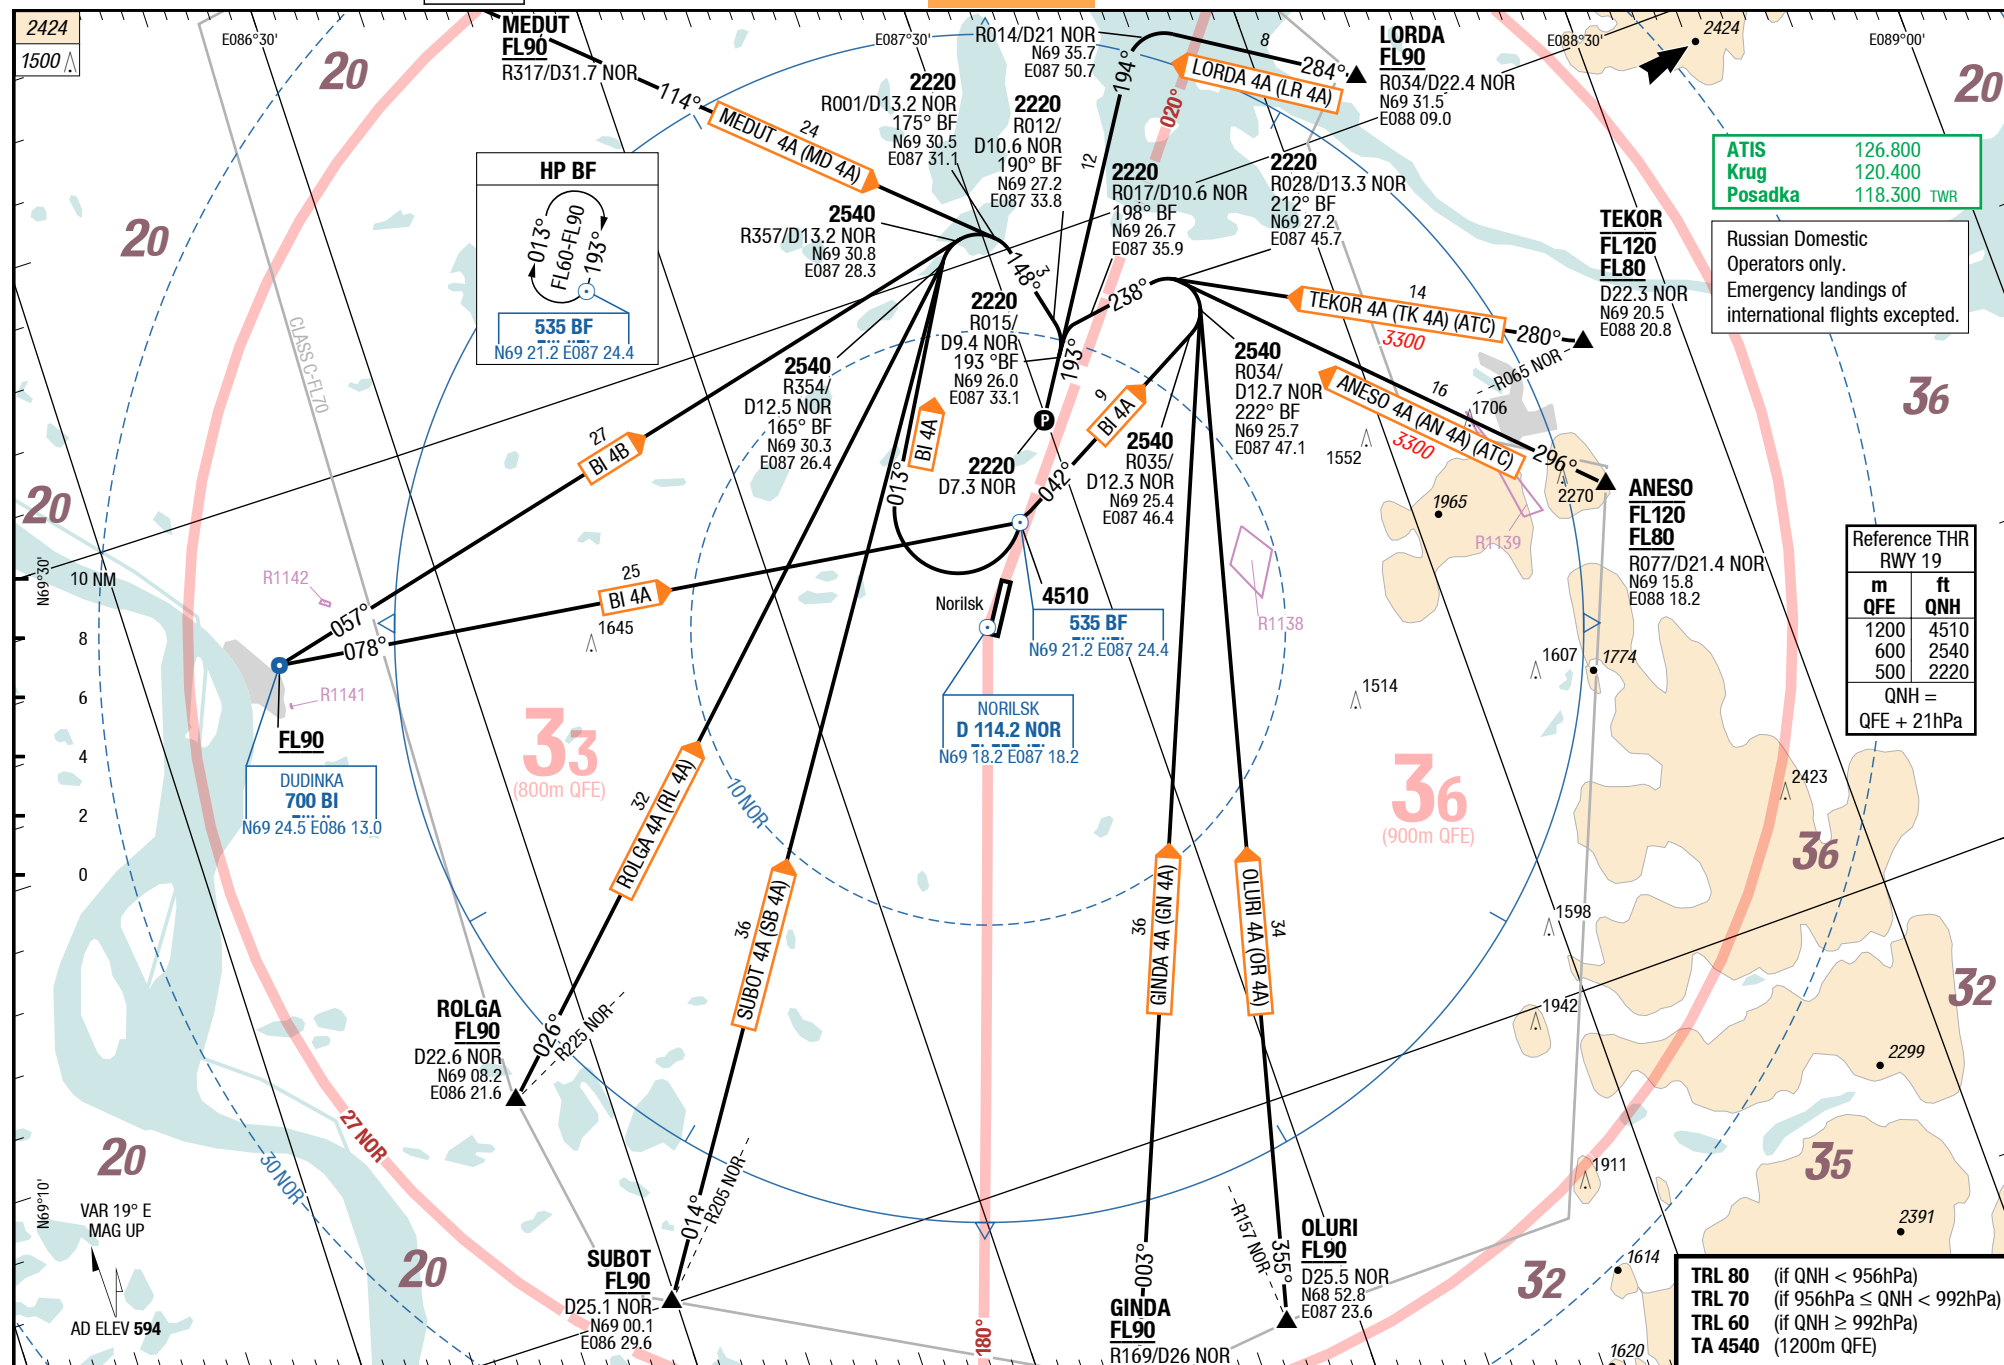 2424
1500
MEDUT
FL90
R317/D31.7 NOR
E086°30'
E087°30'
E088°30'
E089°00'
R014/D21 NOR
N69 35.7
E087 50.7
8
284°
194°
LORDA 4A (LR 4A)
020°
LORDA
FL90
R034/D22.4 NOR
N69 31.5
E088 09.0
2424
20
20
20
20
114°
24
MEDUT 4A (MD 4A)
2220
R001/D13.2 NOR
175° BF
N69 30.5
E087 31.1
2220
R012/
D10.6 NOR
190° BF
N69 27.2
E087 33.8
12
2220
R017/D10.6 NOR
198° BF
N69 26.7
E087 35.9
2220
R028/D13.3 NOR
212° BF
N69 27.2
E087 45.7
ATIS 126.800
Krug 120.400
Posadka 118.300 TWR
Russian Domestic
Operators only.
Emergency landings of
international flights excepted.
HP BF
013°
FL60-FL90
193°
535 BF
N69 21.2 E087 24.4
2540
R357/D13.2 NOR
N69 30.8
E087 28.3
148°
3
238°
TEKOR
FL120
FL80
D22.3 NOR
N69 20.5
E088 20.8
14
TEKOR 4A (TK 4A) (ATC)
3300
280°
R065 NOR
CLASS C-FL70
2540
R354/
D12.5 NOR
165° BF
N69 30.3
E087 26.4
2220
R015/
D9.4 NOR
193 °BF
N69 26.0
E087 33.1
193°
P
2220
D7.3 NOR
9
BI 4A
042°
2540
R034/
D12.7 NOR
222° BF
N69 25.7
E087 47.1
2540
R035/
D12.3 NOR
N69 25.4
E087 46.4
16
ANESO 4A (AN 4A) (ATC)
3300
296°
1706
1552
1965
2270
R1139
36
ANESO
FL120
FL80
R077/D21.4 NOR
N69 15.8
E088 18.2
27
BI 4B
BI 4A
013°
Reference THR
RWY 19
m ft
QFE QNH
1200 4510
600 2540
500 2220
QNH =
QFE + 21hPa
N69°30'
10 NM
8
6
4
2
0
R1142
057°
078°
25
BI 4A
1645
R1141
FL90
DUDINKA
700 BI
N69 24.5 E086 13.0
Norilsk
4510
535 BF
N69 21.2 E087 24.4
NORILSK
D 114.2 NOR
N69 18.2 E087 18.2
R1138
1514
1607
1774
33
(800m QFE)
36
(900m QFE)
10 NOR
2423
36
32
ROLGA 4A (RL 4A)
36
SUBOT 4A (SB 4A)
36
GINDA 4A (GN 4A)
34
OLURI 4A (OR 4A)
1598
1942
32
2299
ROLGA
FL90
D22.6 NOR
N69 08.2
E086 21.6
026°
R225 NOR
27 NOR
30 NOR
20
20
N69°10'
VAR 19° E
MAG UP
AD ELEV 594
014°
R205 NOR
SUBOT
FL90
D25.1 NOR
N69 00.1
E086 29.6
180°
003°
GINDA
FL90
R169/D26 NOR
R157 NOR
355°
OLURI
FL90
D25.5 NOR
N68 52.8
E087 23.6
1911
35
2391
32
1614
1620
TRL 80 (if QNH < 956hPa)
TRL 70 (if 956hPa ≤ QNH < 992hPa)
TRL 60 (if QNH ≥ 992hPa)
TA 4540 (1200m QFE)